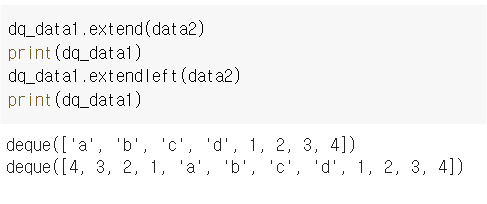 dq_data1.extend(data2)
print(dq_data1)
dq_data1.extendleft(data2)
print(dq_data1)
deque(['a', 'b', 'c', 'd', 1, 2, 3, 4])
deque([4, 3, 2, 1, 'a', 'b', 'c', 'd', 1, 2, 3, 4])